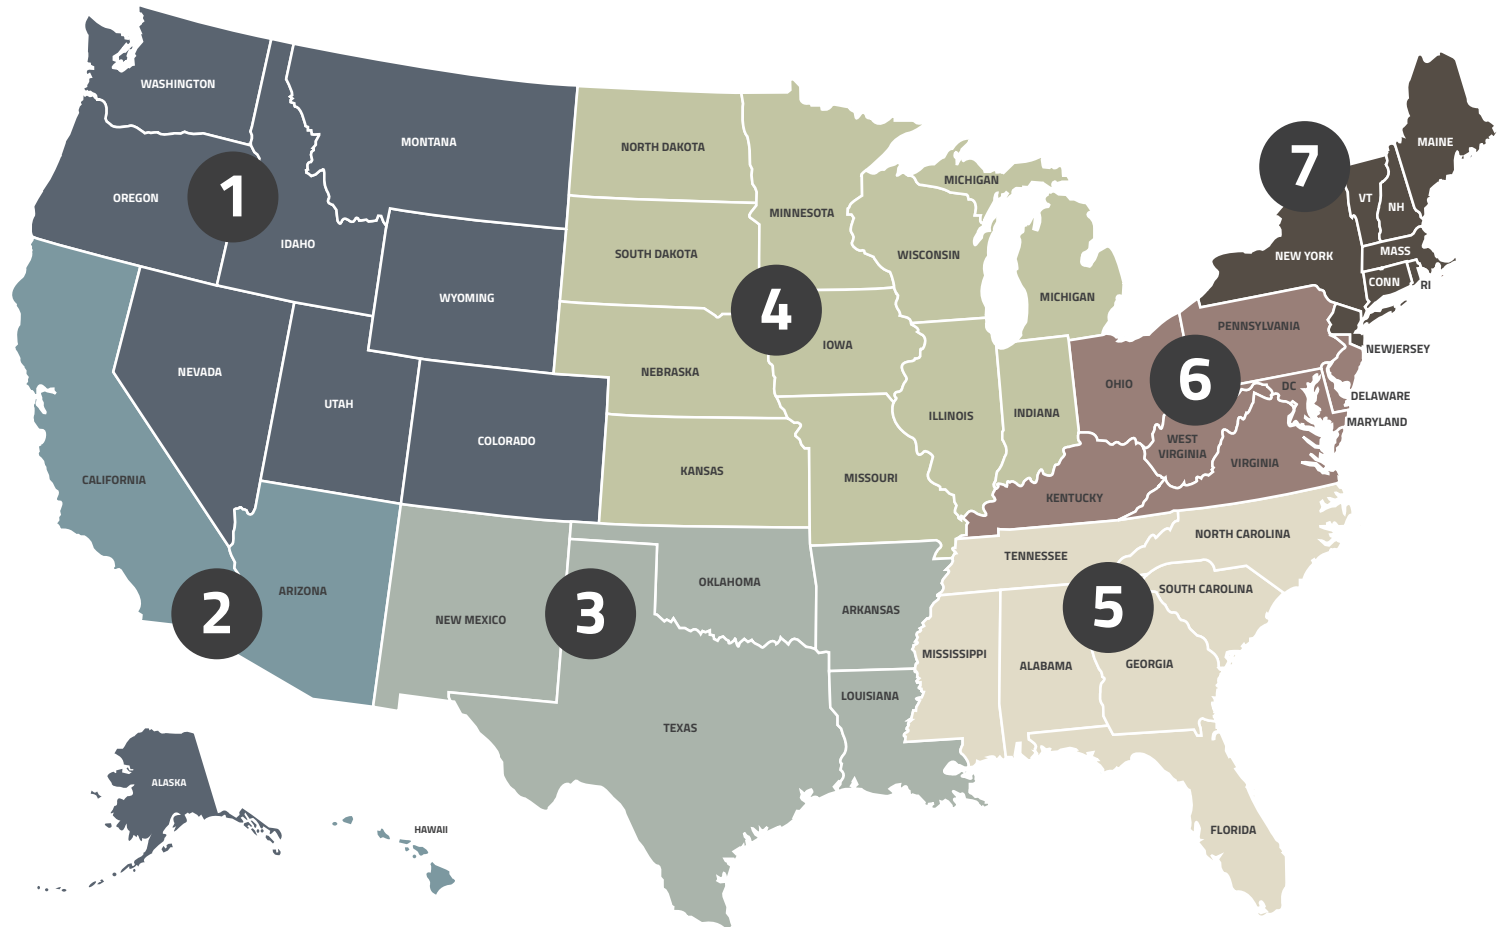 WASHINGTON
MONTANA
OREGON
1
IDAHO
WYOMING
NEVADA
UTAH
COLORADO
CALIFORNIA
2
ARIZONA
ALASKA
HAWAII
NEW MEXICO
3
OKLAHOMA
ARKANSAS
TEXAS
LOUISIANA
NORTH DAKOTA
SOUTH DAKOTA
MINNESOTA
4
NEBRASKA
IOWA
KANSAS
MISSOURI
WISCONSIN
MICHIGAN
MICHIGAN
ILLINOIS
INDIANA
TENNESSEE
NORTH CAROLINA
5
SOUTH CAROLINA
MISSISSIPPI
ALABAMA
GEORGIA
FLORIDA
OHIO
6
PENNSYLVANIA
DC
WEST
VIRGINIA
VIRGINIA
KENTUCKY
DELAWARE
MARYLAND
7
MAINE
VT
NH
NEW YORK
MASS
CONN
RI
NEWJERSEY